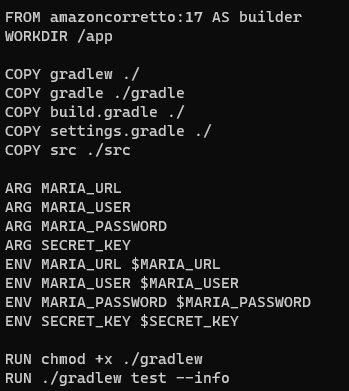 FROM amazoncorretto:17 AS builder
WORKDIR /app
COPY gradlew ./
COPY gradle ./gradle
COPY build.gradle ./
COPY settings.gradle ./
COPY src ./src
ARG MARIA_URL
ARG MARIA_USER
ARG MARIA_PASSWORD
ARG SECRET_KEY
ENV MARIA_URL $MARIA_URL
ENV MARIA_USER $MARIA_USER
ENV MARIA_PASSWORD $MARIA_PASSWORD
ENV SECRET_KEY $SECRET_KEY
RUN chmod +x ./gradlew
RUN ./gradlew test --info